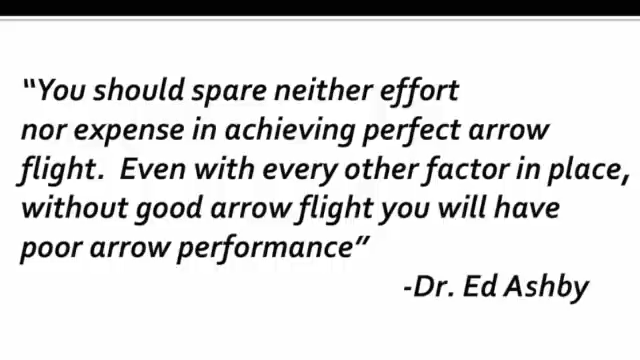 “You should spare neither effort
nor expense in achieving perfect arrow
flight.  Even with every other factor in place,
without good arrow flight you will have
poor arrow performance”
-Dr. Ed Ashby